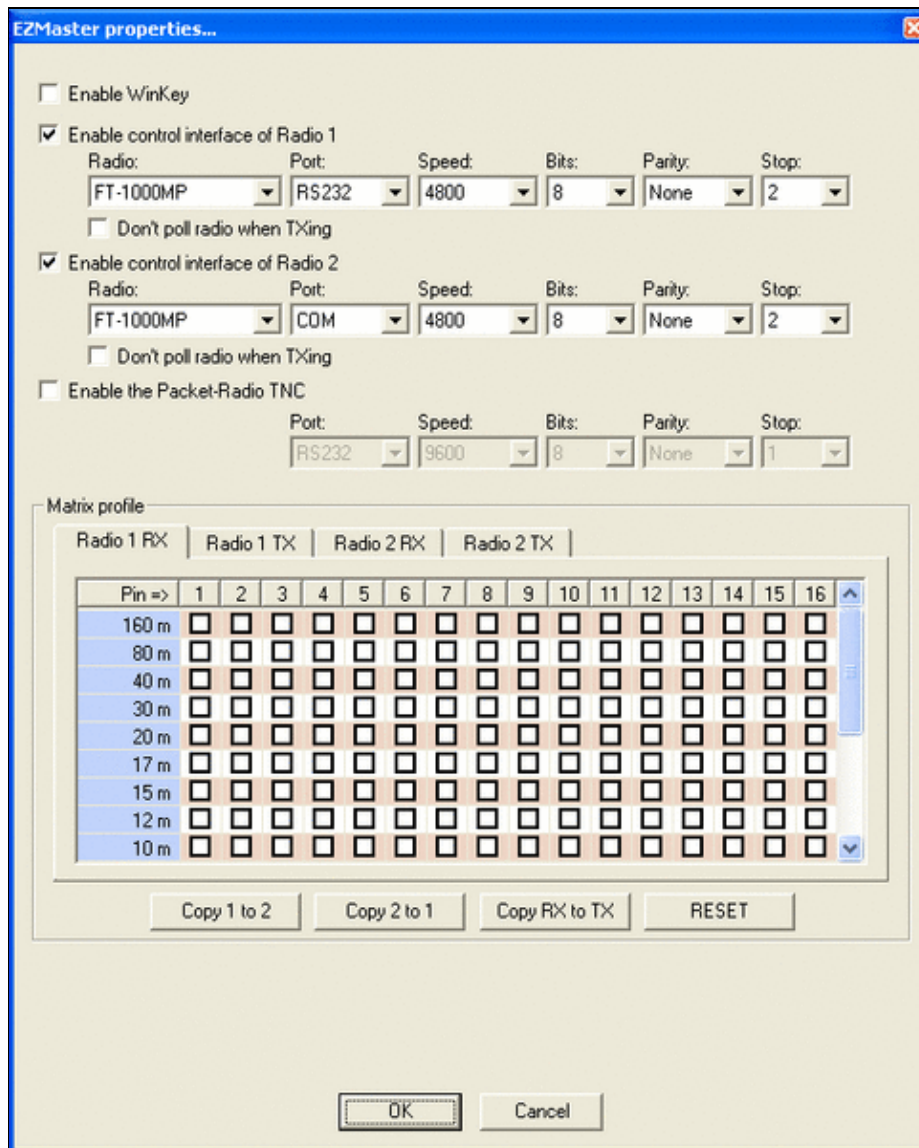 EZMaster properties...
Enable WinKey
Enable control interface of Radio 1
Radio: Port: Speed: Bits: Parity: Stop:
FT-1000MP RS232 4800 8 None 2
Don't poll radio when TXing
Enable control interface of Radio 2
Radio: Port: Speed: Bits: Parity: Stop:
FT-1000MP COM 4800 8 None 2
Don't poll radio when TXing
Enable the Packet-Radio TNC
Port: Speed: Bits: Parity: Stop:
RS232 9600 8 None 1
Matrix profile
Radio 1 RX Radio 1 TX Radio 2 RX Radio 2 TX
Pin => 1 2 3 4 5 6 7 8 9 10 11 12 13 14 15 16
160 m
80 m
40 m
30 m
20 m
17 m
15 m
12 m
10 m
Copy 1 to 2 Copy 2 to 1 Copy RX to TX RESET
OK Cancel